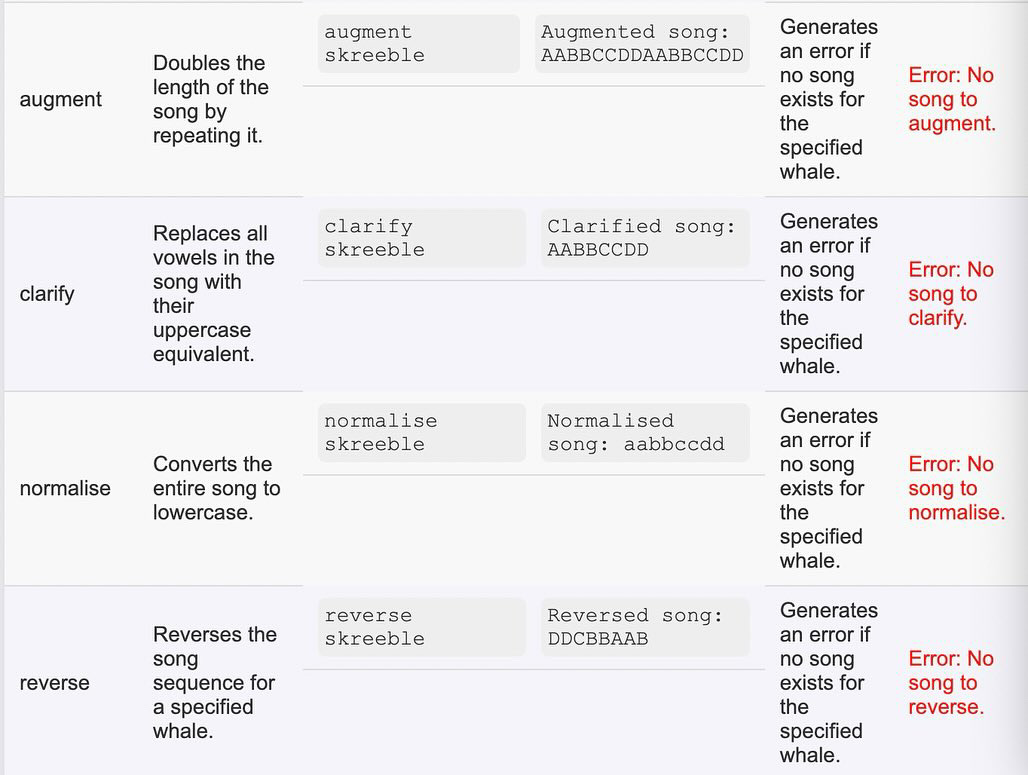 augment
Doubles the
length of the
song by
repeating it.
augment
skreeble
Augmented song:
AABBCCDDAABBCCDD
Generates
an error if
no song
exists for
the
specified
whale.
Error: No
song to
augment.
clarify
Replaces all
vowels in the
song with
their
uppercase
equivalent.
clarify
skreeble
Clarified song:
AABBCCDD
Generates
an error if
no song
exists for
the
specified
whale.
Error: No
song to
clarify.
normalise
Converts the
entire song to
lowercase.
normalise
skreeble
Normalised
song: aabbccdd
Generates
an error if
no song
exists for
the
specified
whale.
Error: No
song to
normalise.
reverse
Reverses the
song
sequence for
a specified
whale.
reverse
skreeble
Reversed song:
DDCBBAAB
Generates
an error if
no song
exists for
the
specified
whale.
Error: No
song to
reverse.